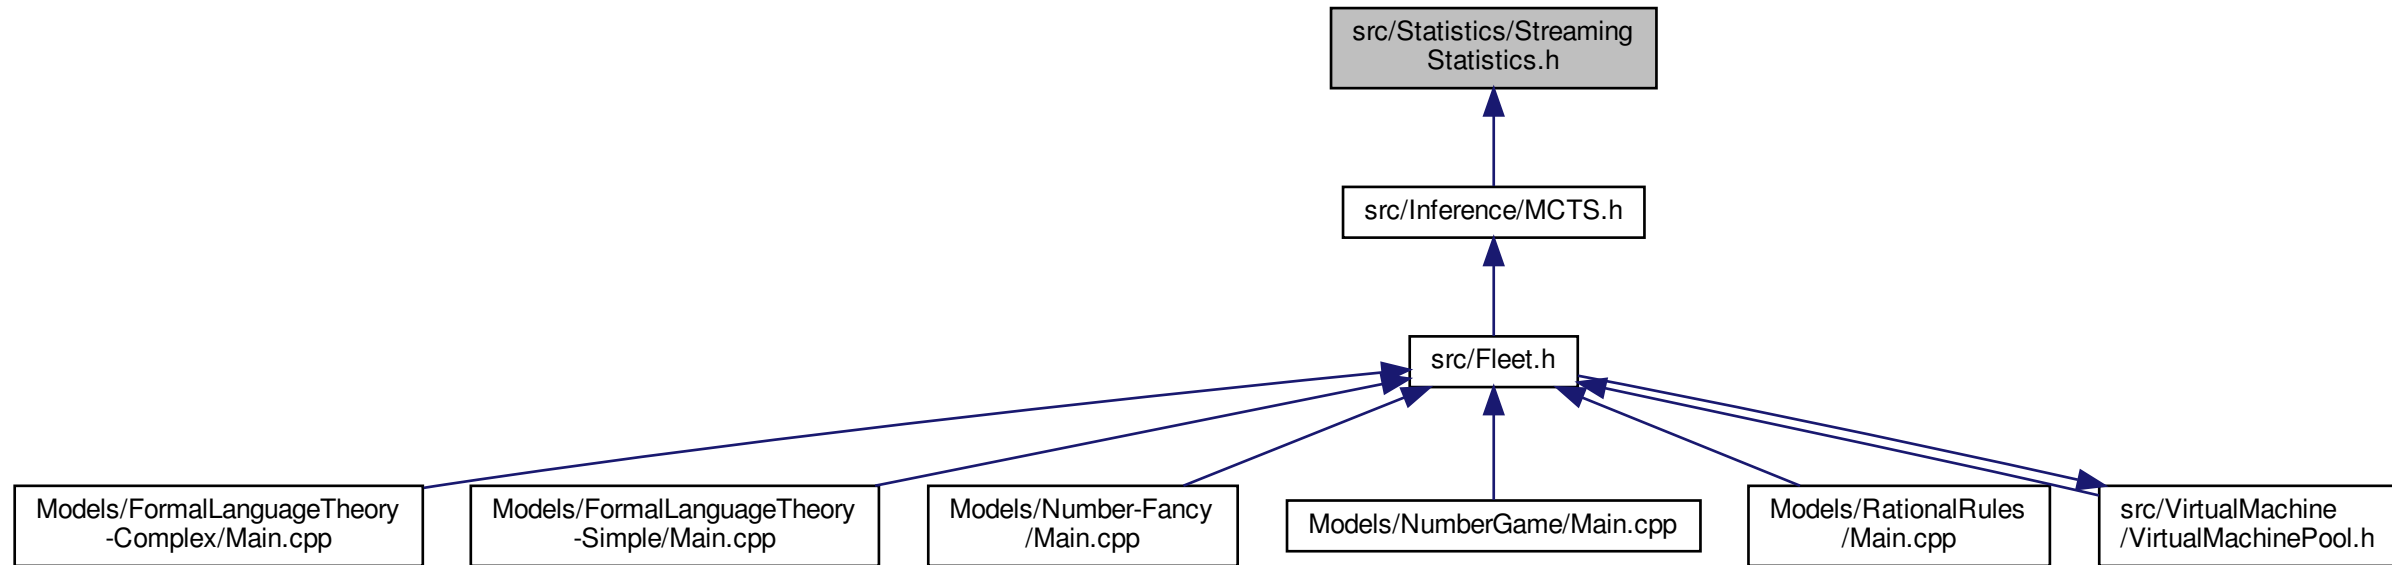 src/Statistics/Streaming
Statistics.h
src/Inference/MCTS.h
src/Fleet.h
Models/FormalLanguageTheory
-Complex/Main.cpp
Models/FormalLanguageTheory
-Simple/Main.cpp
Models/Number-Fancy
/Main.cpp
Models/NumberGame/Main.cpp
Models/RationalRules
/Main.cpp
src/VirtualMachine
/VirtualMachinePool.h